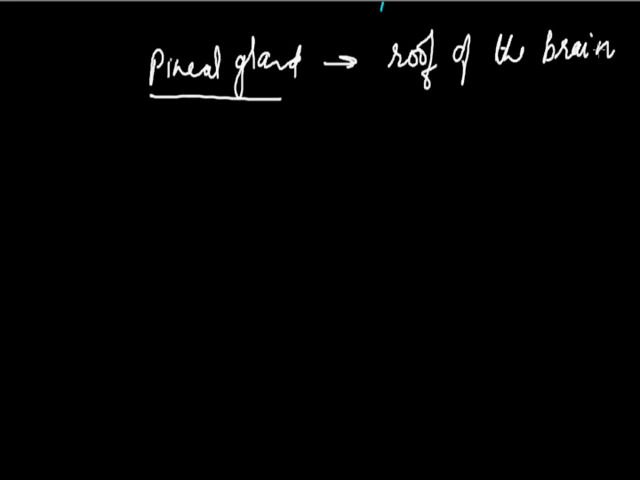 Pineal gland → roof of the brain